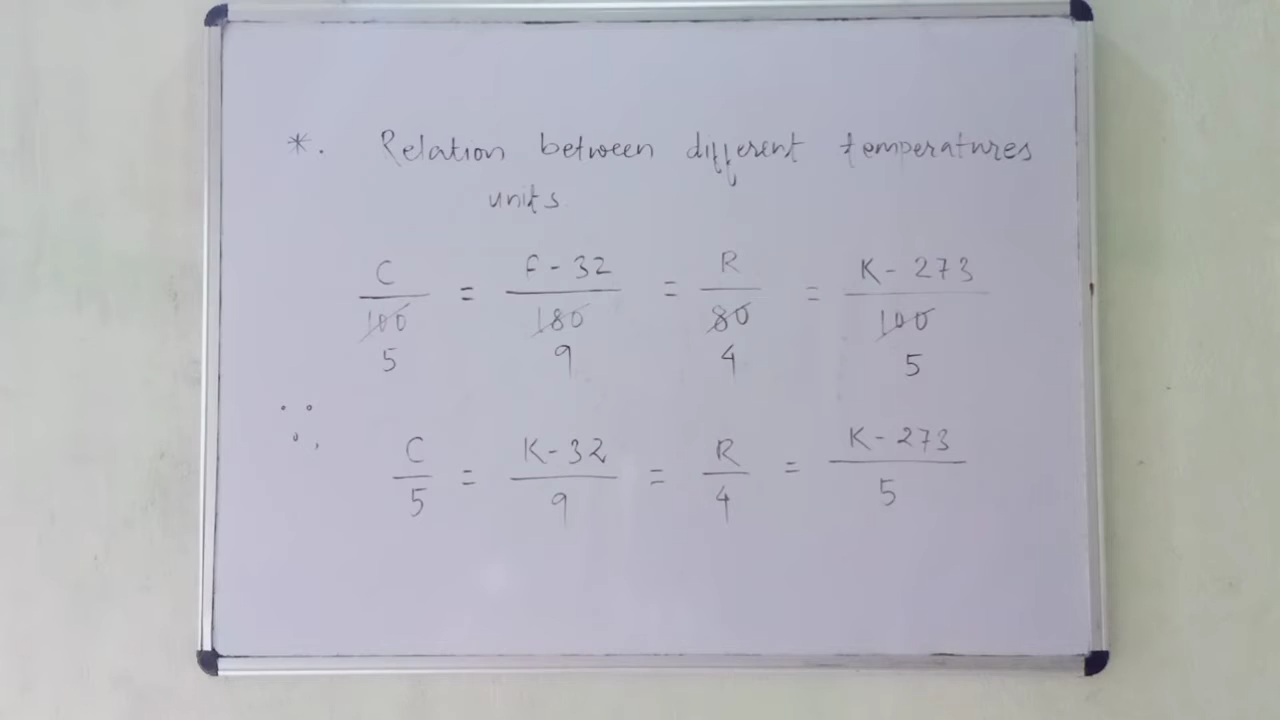 *. Relation between different temperatures
units
C/100 = F-32/180 = R/80 = K-273/100
5 9 4 5
∴, C/5 = K-32/9 = R/4 = K-273/5